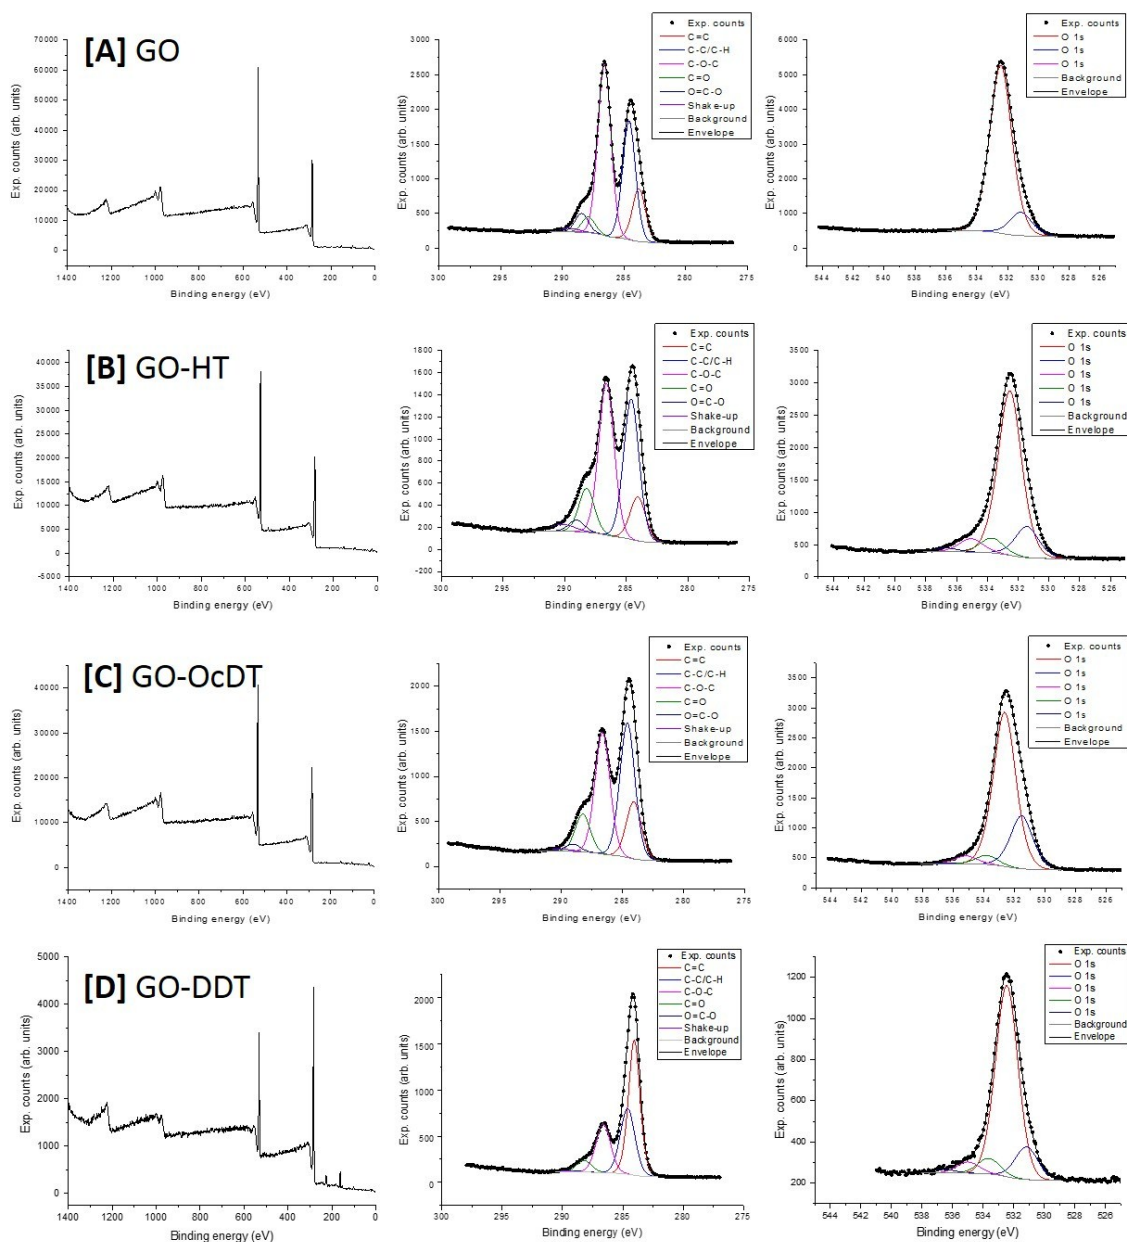 [A] GO
Exp. counts (arb. units)
70000
60000
50000
40000
30000
20000
10000
0
1400 1200 1000 800 600 400 200 0
Binding energy (eV)
Exp. counts
C=C
C-C/C-H
C-O-C
C=O
O=C-O
Shake-up
Background
Envelope
Exp. counts (arb. units)
3000
2500
2000
1500
1000
500
0
300 295 290 285 280 275
Binding energy (eV)
Exp. counts
O 1s
O 1s
O 1s
Background
Envelope
Exp. counts (arb. units)
6000
5000
4000
3000
2000
1000
0
544 542 540 538 536 534 532 530 528 526
Binding energy (eV)
[B] GO-HT
Exp. counts (arb. units)
40000
35000
30000
25000
20000
15000
10000
5000
0
-5000
1400 1200 1000 800 600 400 200 0
Binding energy (eV)
Exp. counts
C=C
C-C/C-H
C-O-C
C=O
O=C-O
Shake-up
Background
Envelope
Exp. counts (arb. units)
1800
1600
1400
1200
1000
800
600
400
200
0
-200
300 295 290 285 280 275
Binding energy (eV)
Exp. counts
O 1s
O 1s
O 1s
O 1s
O 1s
Background
Envelope
Exp. counts (arb. units)
3500
3000
2500
2000
1500
1000
500
0
544 542 540 538 536 534 532 530 528 526
Binding energy (eV)
[C] GO-OcDT
Exp. counts (arb. units)
40000
30000
20000
10000
0
1400 1200 1000 800 600 400 200 0
Binding energy (eV)
Exp. counts
C=C
C-C/C-H
C-O-C
C=O
O=C-O
Shake-up
Background
Envelope
Exp. counts (arb. units)
2000
1500
1000
500
0
300 295 290 285 280 275
Binding energy (eV)
Exp. counts
O 1s
O 1s
O 1s
O 1s
O 1s
Background
Envelope
Exp. counts (arb. units)
3500
3000
2500
2000
1500
1000
500
0
544 542 540 538 536 534 532 530 528 526
Binding energy (eV)
[D] GO-DDT
Exp. counts (arb. units)
5000
4000
3000
2000
1000
0
1400 1200 1000 800 600 400 200 0
Binding energy (eV)
Exp. counts
C=C
C-C/C-H
C-O-C
C=O
O=C-O
Shake-up
Background
Envelope
Exp. counts (arb. units)
2000
1500
1000
500
0
300 295 290 285 280 275
Binding energy (eV)
Exp. counts
O 1s
O 1s
O 1s
O 1s
O 1s
Background
Envelope
Exp. counts (arb. units)
1200
1000
800
600
400
200
544 542 540 538 536 534 532 530 528 526
Binding energy (eV)